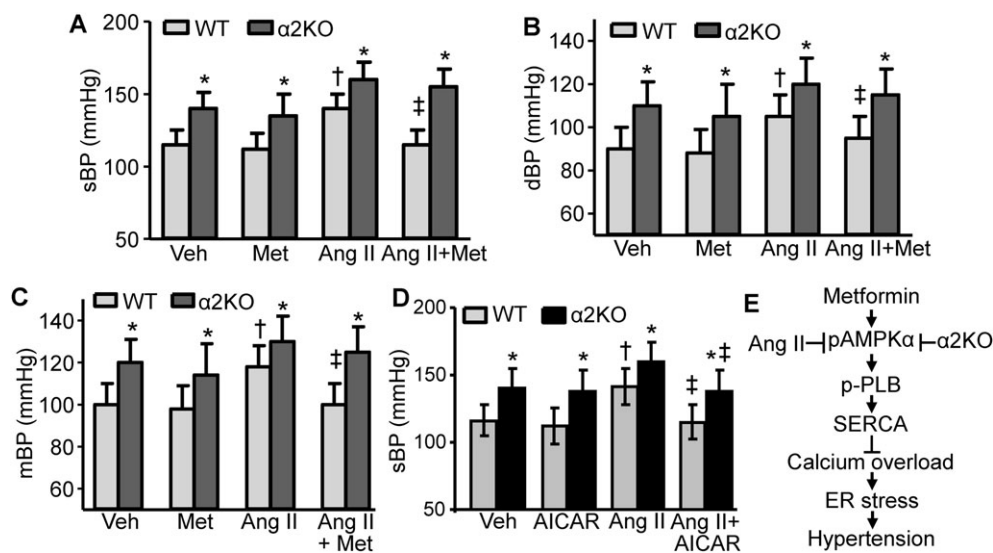 A
WT α2KO
sBP (mmHg)
200
150
100
50
* * † * ‡ *
Veh Met Ang II Ang II+Met
B
WT α2KO
dBP (mmHg)
140
120
100
80
60
* * † * ‡ *
Veh Met Ang II Ang II+Met
C
WT α2KO
mBP (mmHg)
140
120
100
80
60
* * † * ‡ *
Veh Met Ang II Ang II
+ Met
D
WT α2KO
sBP (mmHg)
200
150
100
50
* * † * ‡ *‡
Veh AICAR Ang II Ang II+
AICAR
E
Metformin
Ang II pAMPKα α2KO
p-PLB
SERCA
Calcium overload
ER stress
Hypertension